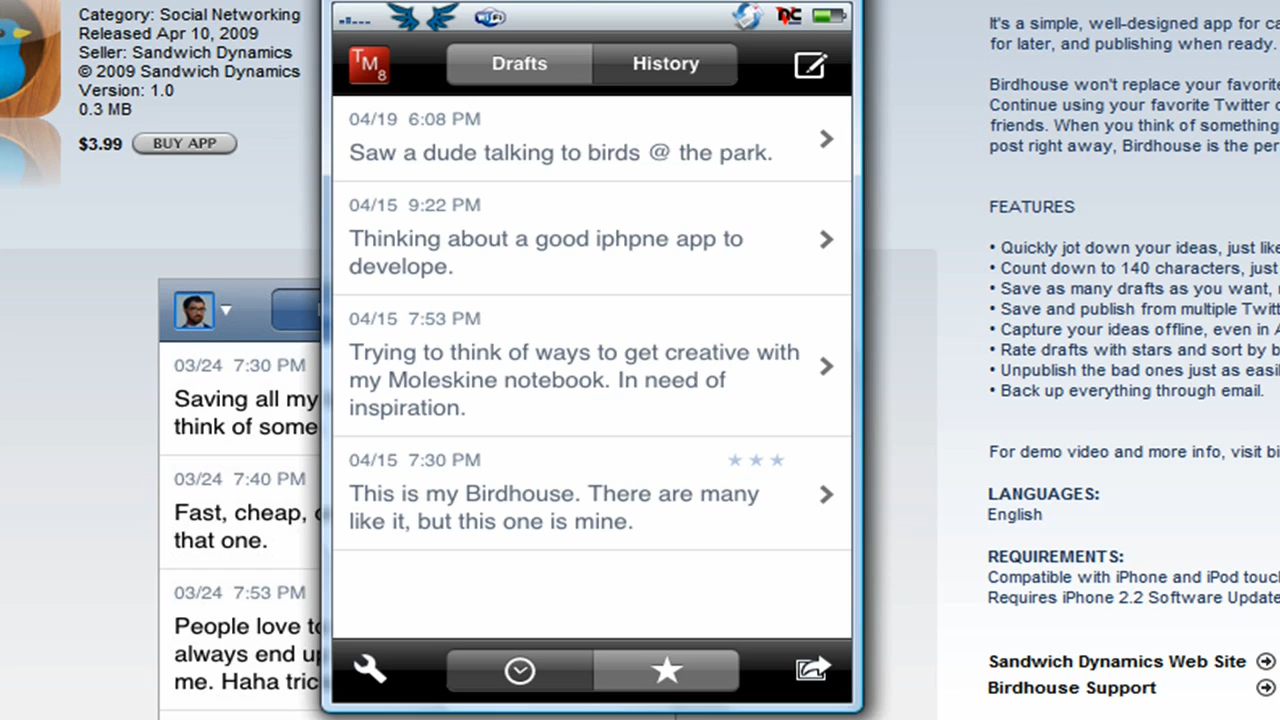 Category: Social Networking
Released Apr 10, 2009
Seller: Sandwich Dynamics
© 2009 Sandwich Dynamics
Version: 1.0
0.3 MB
$3.99 BUY APP
WiFi
TM8
Drafts History
04/19 6:08 PM
Saw a dude talking to birds @ the park.
04/15 9:22 PM
Thinking about a good iphpne app to
develope.
04/15 7:53 PM
Trying to think of ways to get creative with
my Moleskine notebook. In need of
inspiration.
04/15 7:30 PM
This is my Birdhouse. There are many
like it, but this one is mine.
03/24 7:30 PM
Saving all my
think of some
03/24 7:40 PM
Fast, cheap,
that one.
03/24 7:53 PM
People love
always end
me. Haha
It's a simple, well-designed app for
for later, and publishing when ready.
Birdhouse won't replace your
Continue using your favorite Twitter
friends. When you think of something
post right away, Birdhouse is the
FEATURES
• Quickly jot down your ideas, just
• Count down to 140 characters, just
• Save as many drafts as you want,
• Save and publish from multiple
• Capture your ideas offline, even in
• Rate drafts with stars and sort by
• Unpublish the bad ones just as
• Back up everything through email.
For demo video and more info, visit
LANGUAGES:
English
REQUIREMENTS:
Compatible with iPhone and iPod
Requires iPhone 2.2 Software
Sandwich Dynamics Web Site
Birdhouse Support